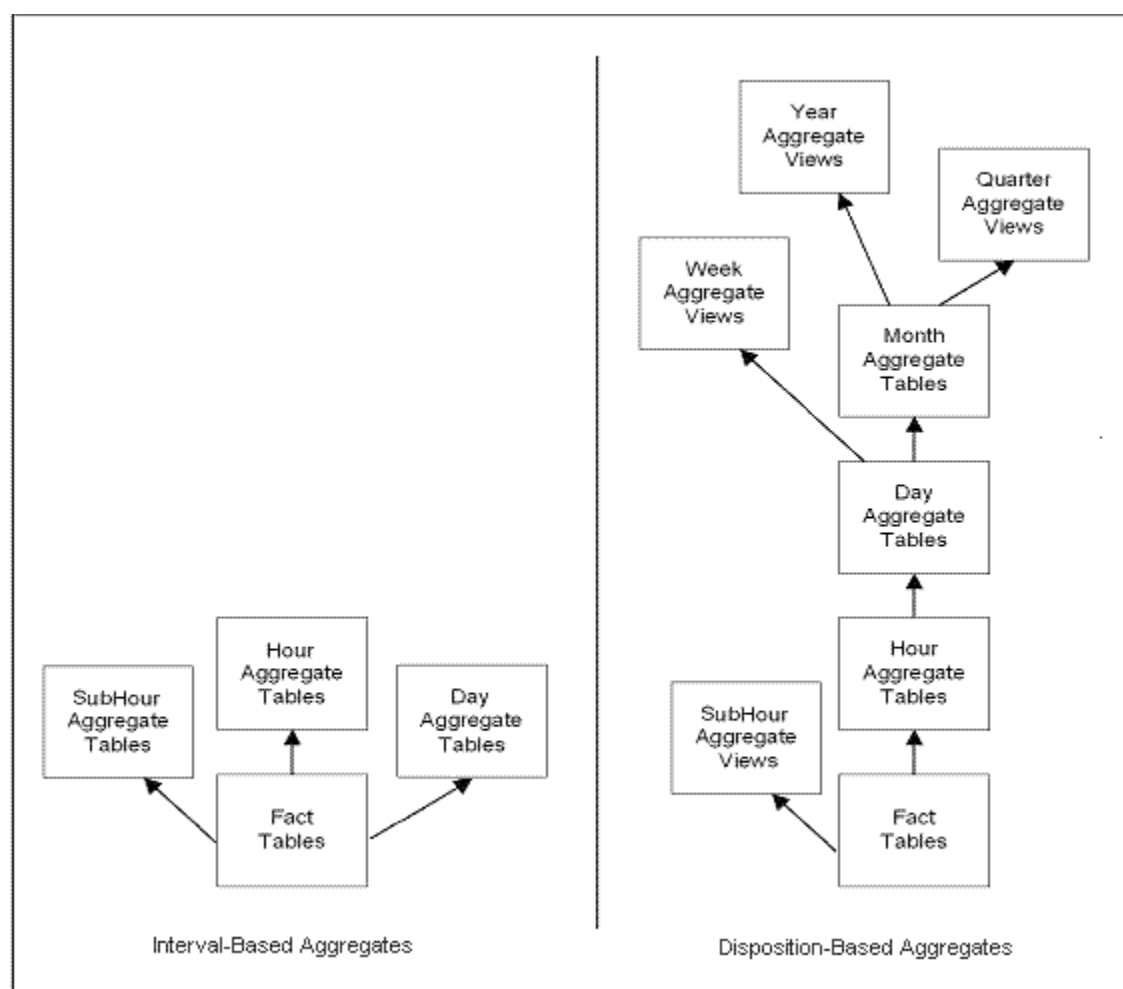 SubHour
Aggregate
Tables
Hour
Aggregate
Tables
Day
Aggregate
Tables
Fact
Tables
Interval-Based Aggregates
Year
Aggregate
Views
Quarter
Aggregate
Views
Week
Aggregate
Views
Month
Aggregate
Tables
Day
Aggregate
Tables
Hour
Aggregate
Tables
SubHour
Aggregate
Views
Fact
Tables
Disposition-Based Aggregates